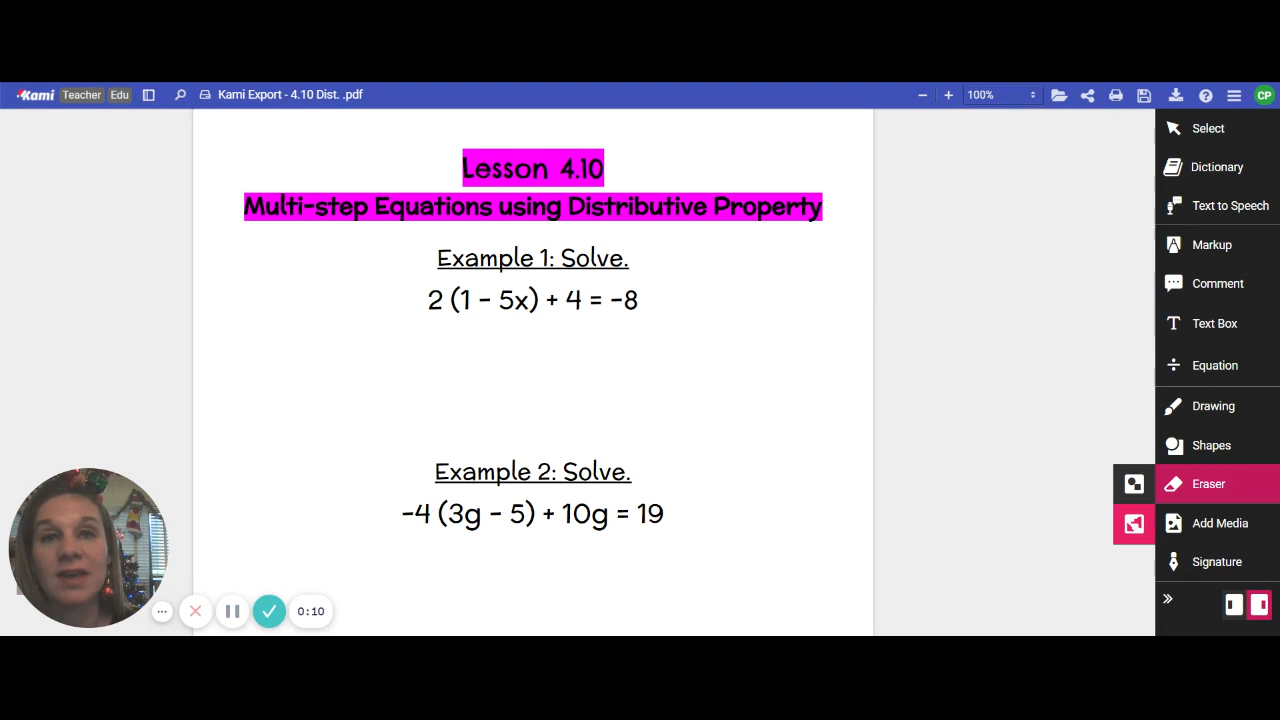 Kami Teacher Edu Kami Export - 4.10 Dist. .pdf 100% CP
Lesson 4.10
Multi-step Equations using Distributive Property
Example 1: Solve.
2 (1 - 5x) + 4 = -8
Example 2: Solve.
-4 (3g - 5) + 10g = 19
0:10
Select
Dictionary
Text to Speech
Markup
Comment
Text Box
Equation
Drawing
Shapes
Eraser
Add Media
Signature